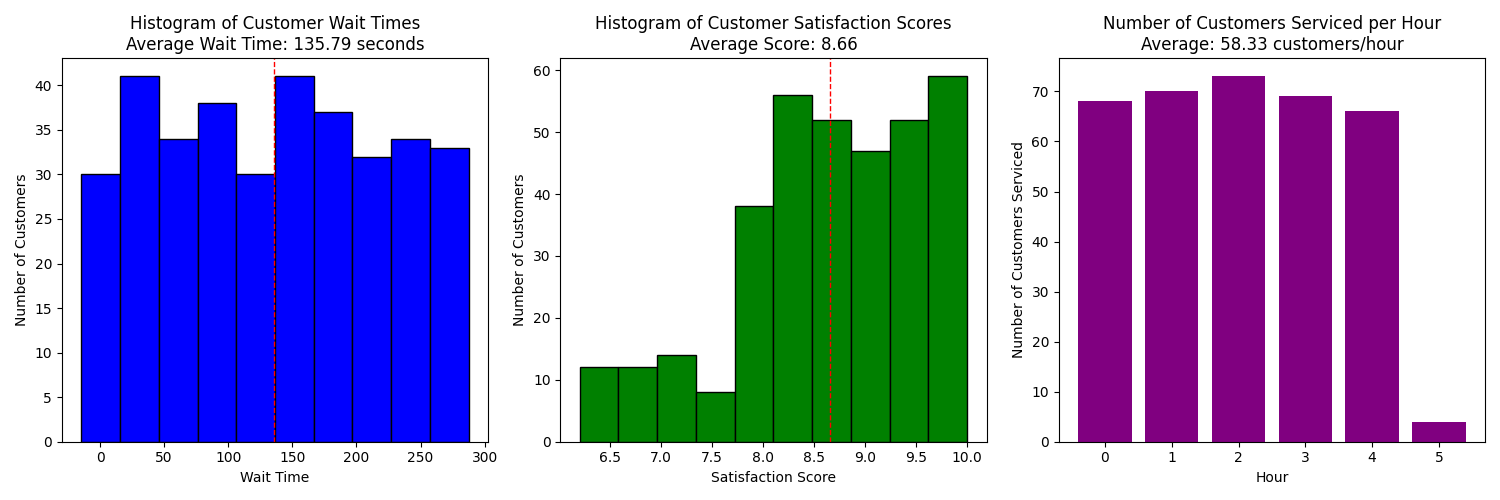 Histogram of Customer Wait Times
Average Wait Time: 135.79 seconds
Number of Customers
40
35
30
25
20
15
10
5
0
0 50 100 150 200 250 300
Wait Time
Histogram of Customer Satisfaction Scores
Average Score: 8.66
Number of Customers
60
50
40
30
20
10
0
6.5 7.0 7.5 8.0 8.5 9.0 9.5 10.0
Satisfaction Score
Number of Customers Serviced per Hour
Average: 58.33 customers/hour
Number of Customers Serviced
70
60
50
40
30
20
10
0
0 1 2 3 4 5
Hour